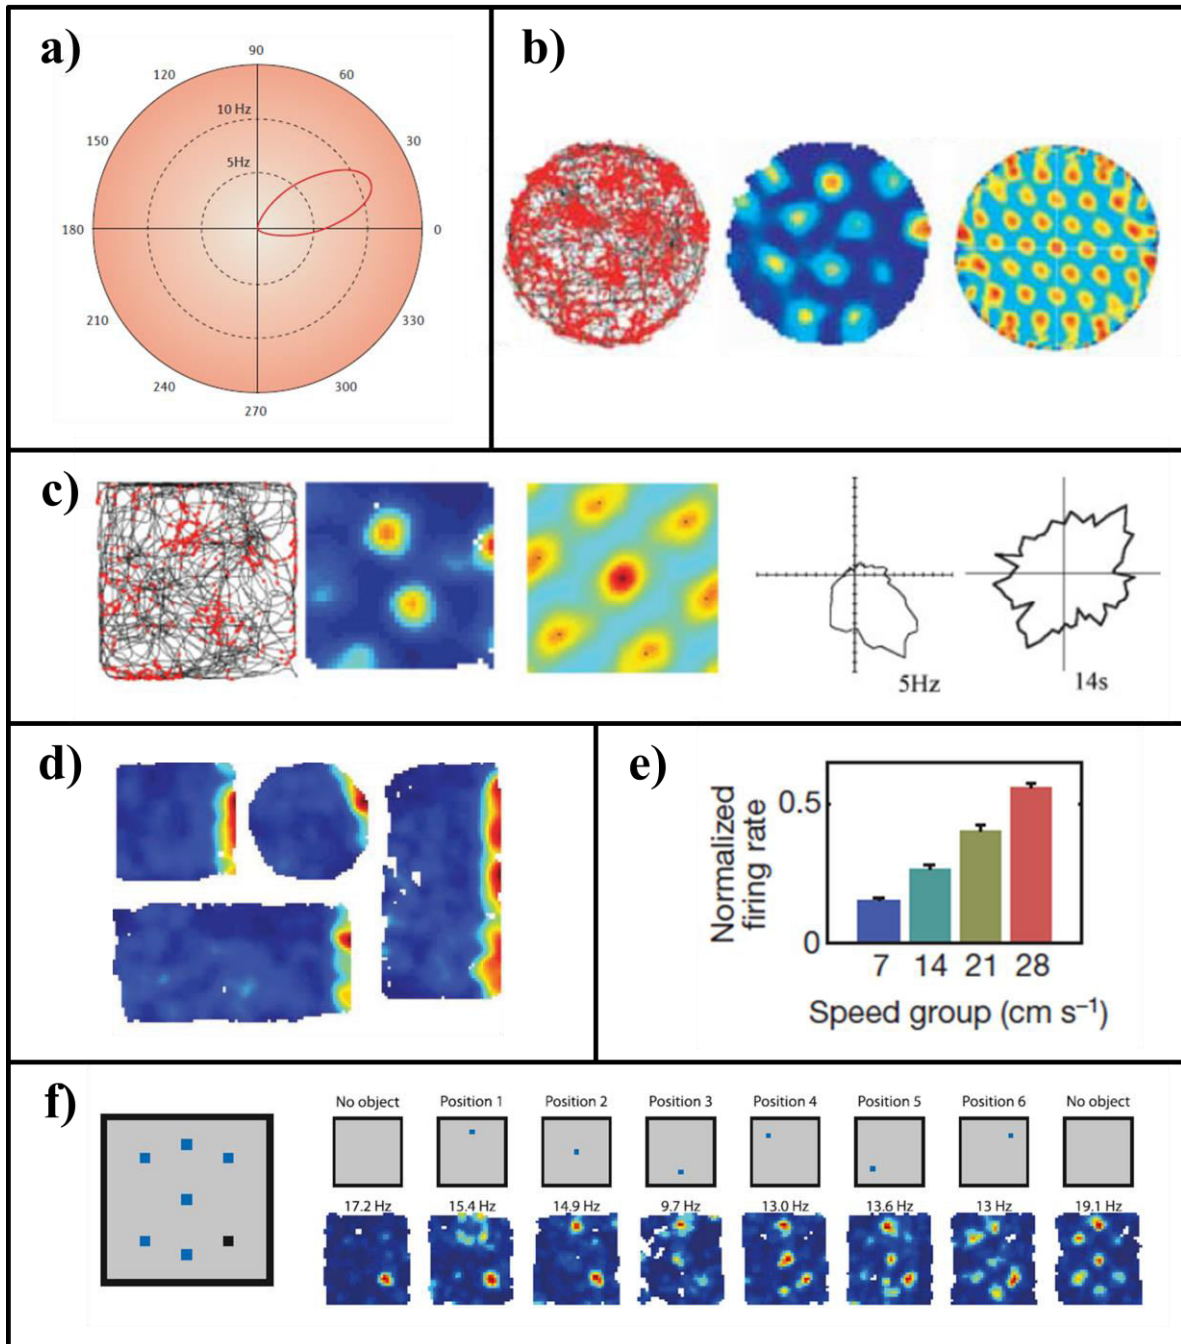 a)
90
120
60
10 Hz
150
30
5Hz
180
0
210
330
240
300
270
b)
c)
5Hz
14s
d)
e)
Normalized
firing rate
0.5
0
7 14 21 28
Speed group (cm s⁻¹)
f)
No object Position 1 Position 2 Position 3 Position 4 Position 5 Position 6 No object
17.2 Hz 15.4 Hz 14.9 Hz 9.7 Hz 13.0 Hz 13.6 Hz 13 Hz 19.1 Hz